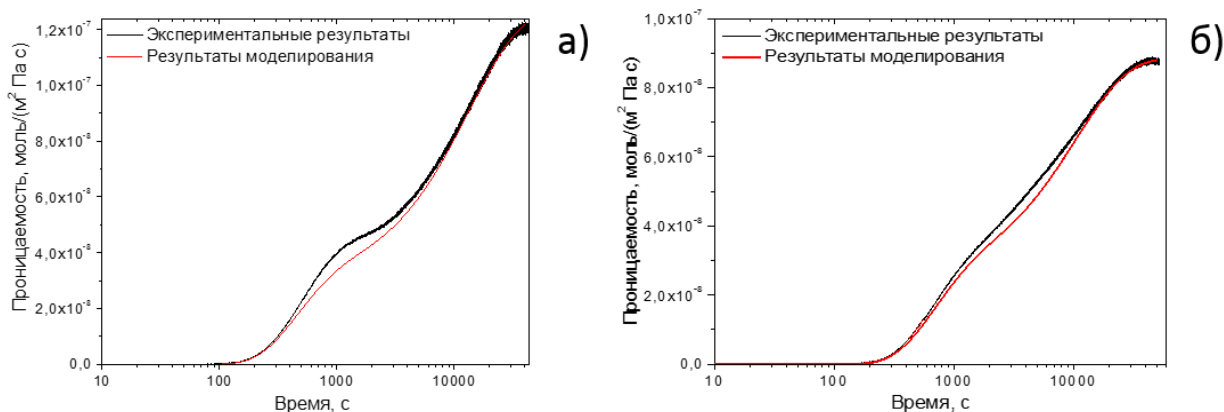 Экспериментальные результаты
Результаты моделирования
а)
Проницаемость, моль/(м² Па с)
1,2x10⁻⁷
1,0x10⁻⁷
8,0x10⁻⁸
6,0x10⁻⁸
4,0x10⁻⁸
2,0x10⁻⁸
0,0
10 100 1000 10000
Время, с
Экспериментальные результаты
Результаты моделирования
б)
Проницаемость, моль/(м² Па с)
1,0x10⁻⁷
8,0x10⁻⁸
6,0x10⁻⁸
4,0x10⁻⁸
2,0x10⁻⁸
0,0
10 100 1000 10000
Время, с